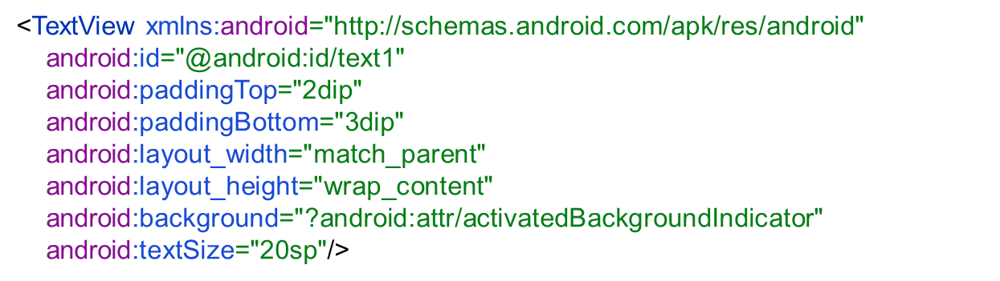 <TextView xmlns:android="http://schemas.android.com/apk/res/android"
android:id="@android:id/text1"
android:paddingTop="2dip"
android:paddingBottom="3dip"
android:layout_width="match_parent"
android:layout_height="wrap_content"
android:background="?android:attr/activatedBackgroundIndicator"
android:textSize="20sp"/>